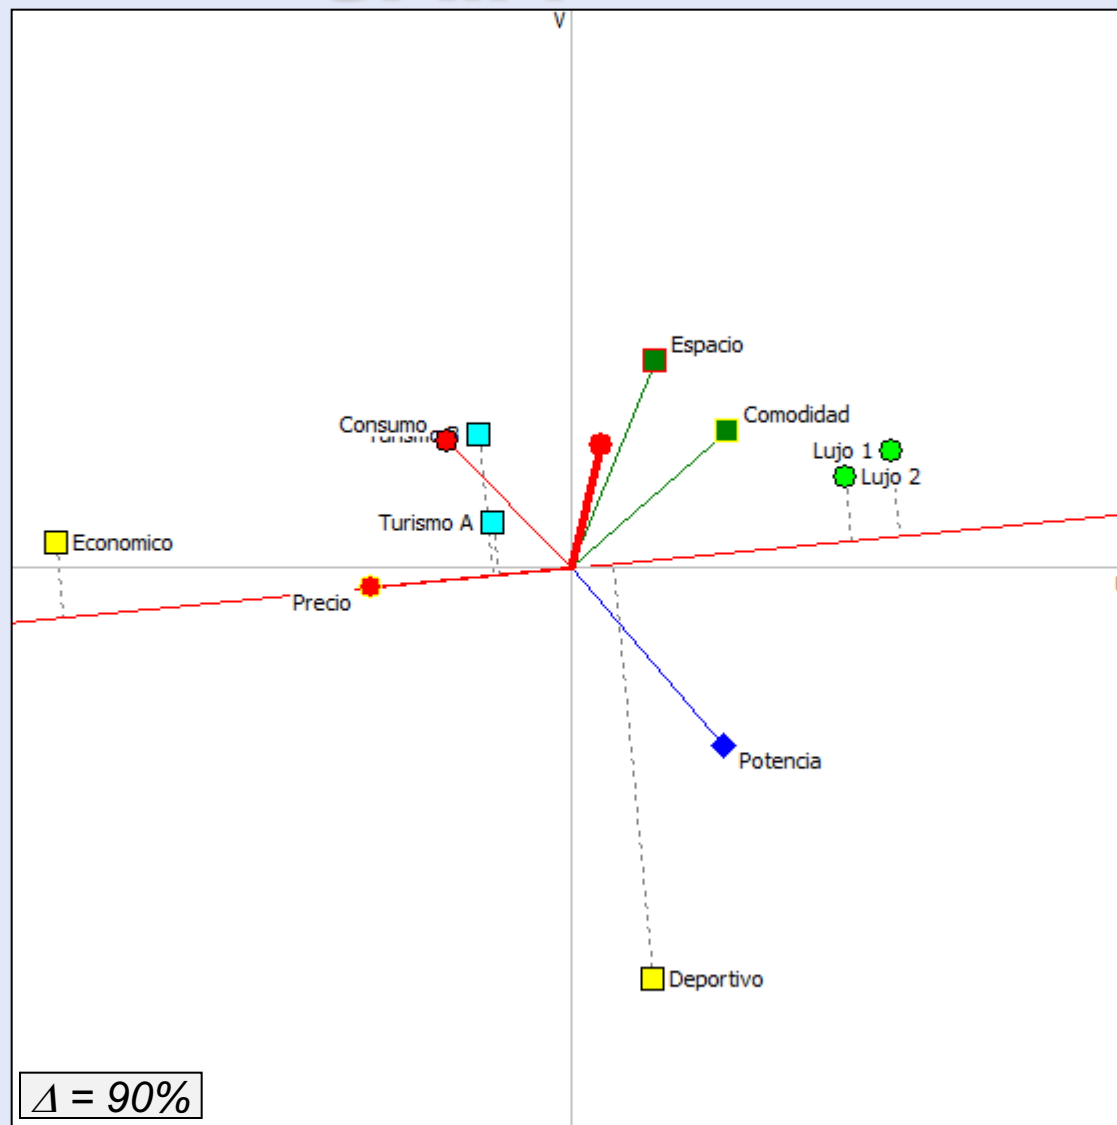 V
Espacio
Comodidad
Consumo
Lujo 1
Lujo 2
Turismo A
Economico
Precio
Potencia
Deportivo
Δ = 90%